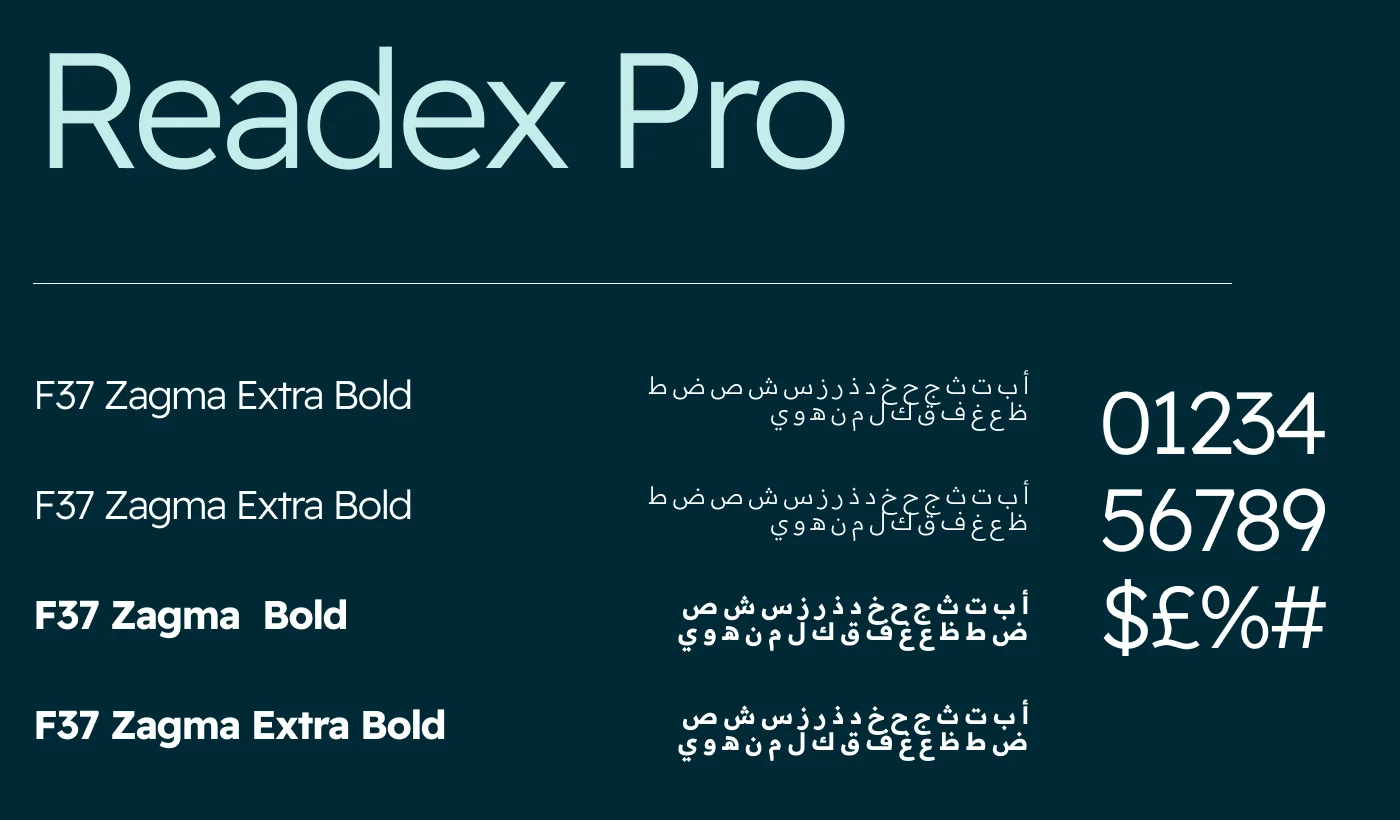 Readex Pro
F37 Zagma Extra Bold
أ ب ت ث ج ح خ د ذ ر ز س ش ص ض ط
ظ ع غ ف ق ك ل م ن ه و ي
F37 Zagma Extra Bold
أ ب ت ث ج ح خ د ذ ر ز س ش ص ض ط
ظ ع غ ف ق ك ل م ن ه و ي
F37 Zagma  Bold
أ ب ت ث ج ح خ د ذ ر ز س ش ص
ض ط ظ ع غ ف ق ك ل م ن ه و ي
F37 Zagma Extra Bold
أ ب ت ث ج ح خ د ذ ر ز س ش ص
ض ط ظ ع غ ف ق ك ل م ن ه و ي
01234
56789
$£%#